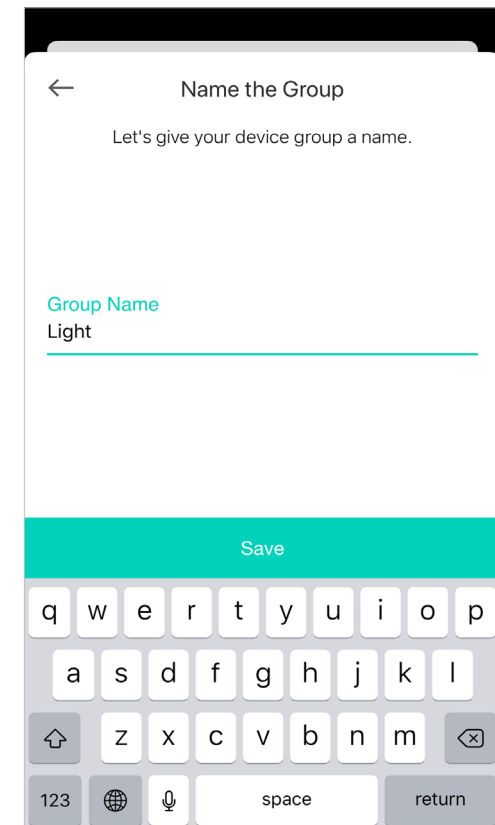 Name the Group
Let's give your device group a name.
Group Name
Light
Save
q w e r t y u i o p
a s d f g h j k l
z x c v b n m
123 space return